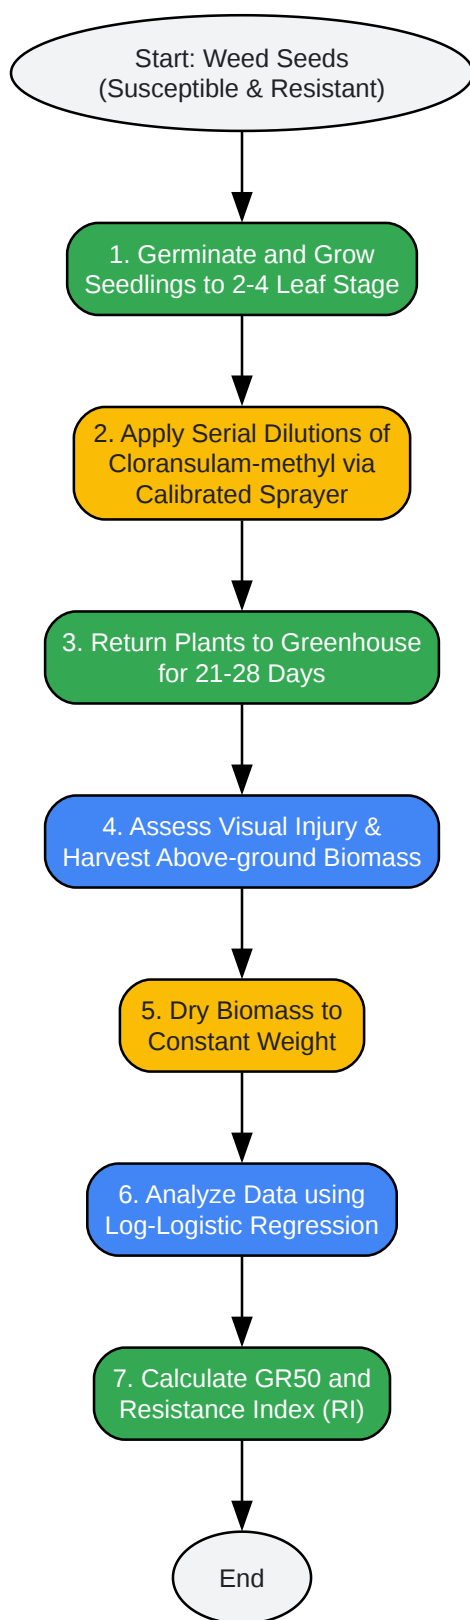 Start: Weed Seeds
(Susceptible & Resistant)
1. Germinate and Grow
Seedlings to 2-4 Leaf Stage
2. Apply Serial Dilutions of
Cloransulam-methyl via
Calibrated Sprayer
3. Return Plants to Greenhouse
for 21-28 Days
4. Assess Visual Injury &
Harvest Above-ground Biomass
5. Dry Biomass to
Constant Weight
6. Analyze Data using
Log-Logistic Regression
7. Calculate GR50 and
Resistance Index (RI)
End